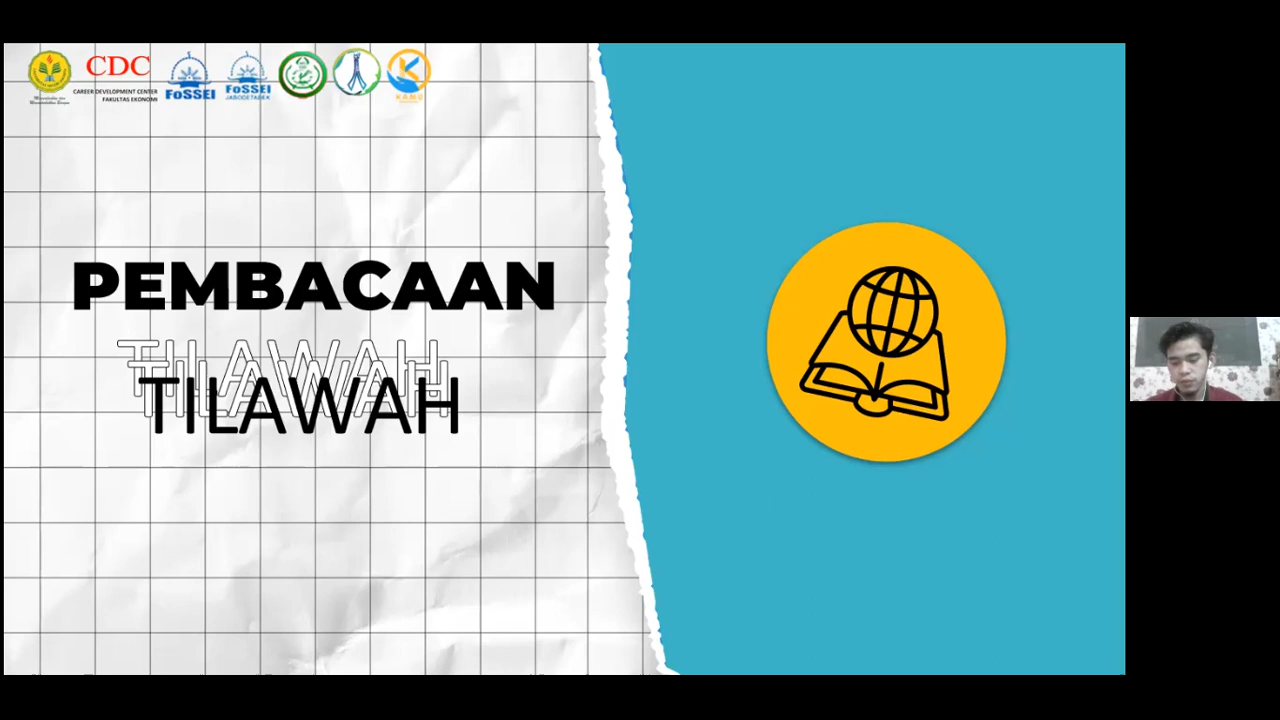 CDC
CAREER DEVELOPMENT CENTER
FAKULTAS EKONOMI
FoSSEI
FoSSEI
JABODETABEK
PEMBACAAN
TILAWAH